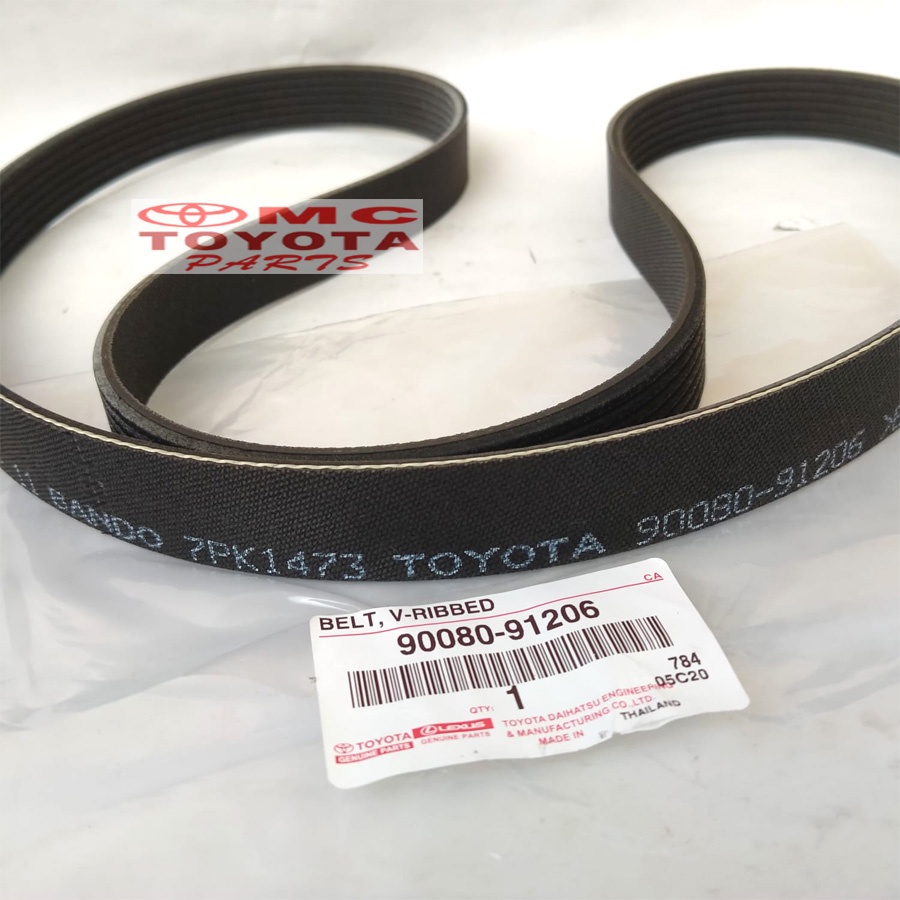 MC
TOYOTA
PARTS
BANDO 7PK1473 TOYOTA 90080-91206
BELT, V-RIBBED
CA
90080-91206
784
05C20
QTY: 1
TOYOTA
GENUINE PARTS
LEXUS
GENUINE PARTS
TOYOTA DAIHATSU ENGINEERING
& MANUFACTURING CO.,LTD.
MADE IN THAILAND